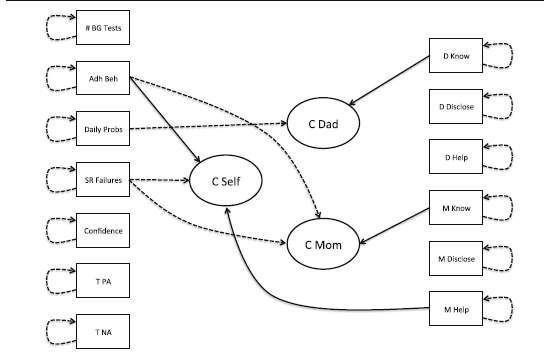 # BG Tests
Adh Beh
Daily Probs
SR Failures
Confidence
T PA
T NA
C Dad
C Self
C Mom
D Know
D Disclose
D Help
M Know
M Disclose
M Help